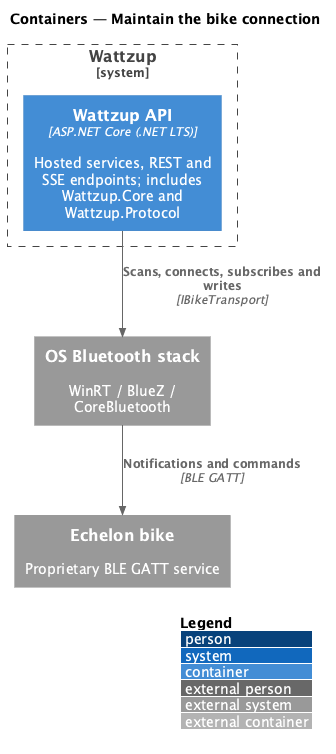 Containers — Maintain the bike connection
Wattzup
[system]
Wattzup API
[ASP.NET Core (.NET LTS)]
Hosted services, REST and
SSE endpoints; includes
Wattzup.Core and
Wattzup.Protocol
Scans, connects, subscribes and
writes
[IBikeTransport]
OS Bluetooth stack
WinRT / BlueZ /
CoreBluetooth
Notifications and commands
[BLE GATT]
Echelon bike
Proprietary BLE GATT service
Legend
person
system
container
external person
external system
external container